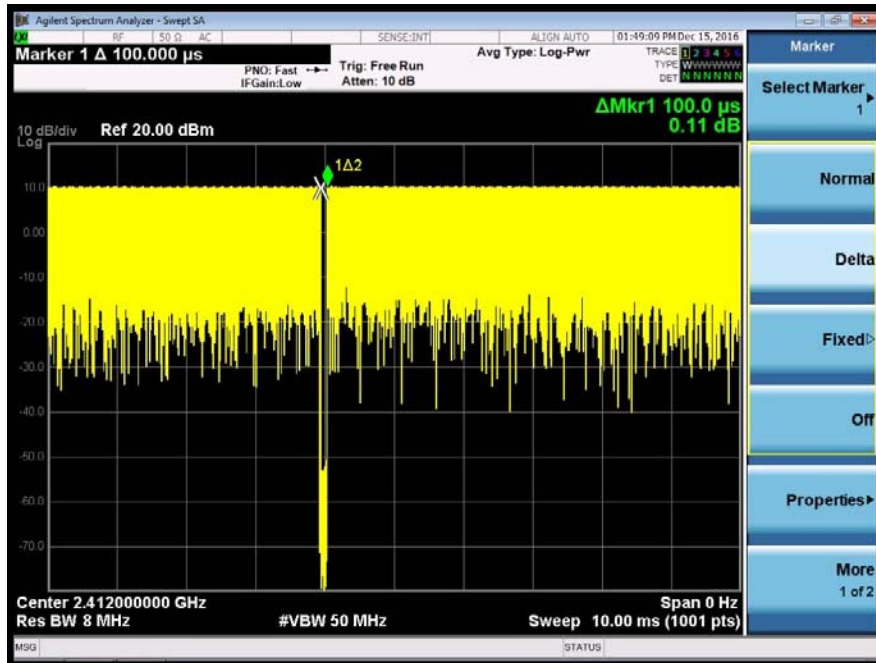 Agilent Spectrum Analyzer - Swept SA
RF 50 Ω AC SENSE:INT ALIGN AUTO 01:49:09 PM Dec 15, 2016
Marker 1 Δ 100.000 µs
PNO: Fast
IFGain:Low
Trig: Free Run
Atten: 10 dB
Avg Type: Log-Pwr
TRACE 1 2 3 4 5 6
TYPE WWWWWW
DET N N N N N N
ΔMkr1 100.0 µs
0.11 dB
10 dB/div Ref 20.00 dBm
Log
1Δ2
10.0
0.00
-10.0
-20.0
-30.0
-40.0
-50.0
-60.0
-70.0
Center 2.412000000 GHz Span 0 Hz
Res BW 8 MHz #VBW 50 MHz Sweep 10.00 ms (1001 pts)
MSG STATUS
Marker
Select Marker
1
Normal
Delta
Fixed
Off
Properties
More
1 of 2